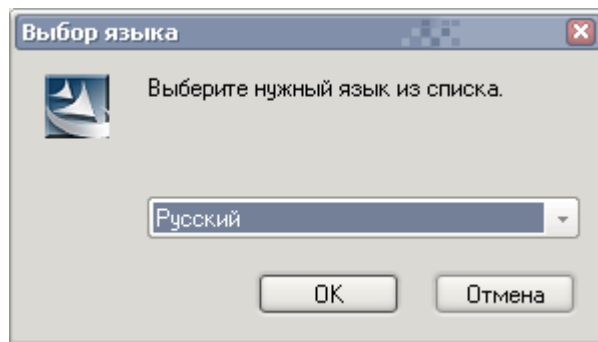 Выбор языка
Выберите нужный язык из списка.
Русский
OK
Отмена